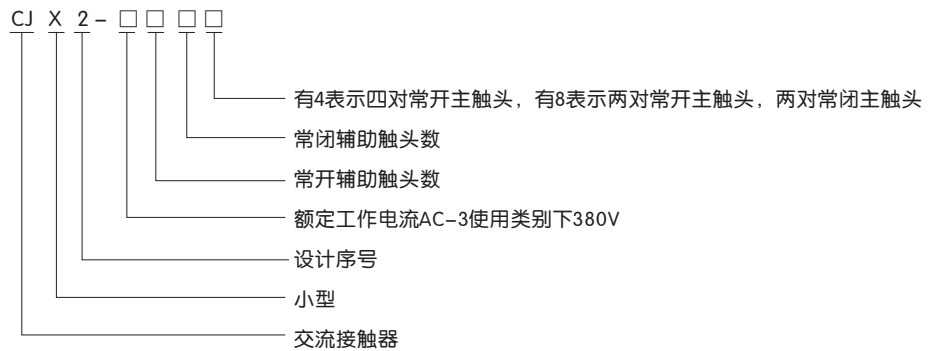 CJ X 2 – □ □ □ □
有4表示四对常开主触头，有8表示两对常开主触头，两对常闭主触头
常闭辅助触头数
常开辅助触头数
额定工作电流AC–3使用类别下380V
设计序号
小型
交流接触器